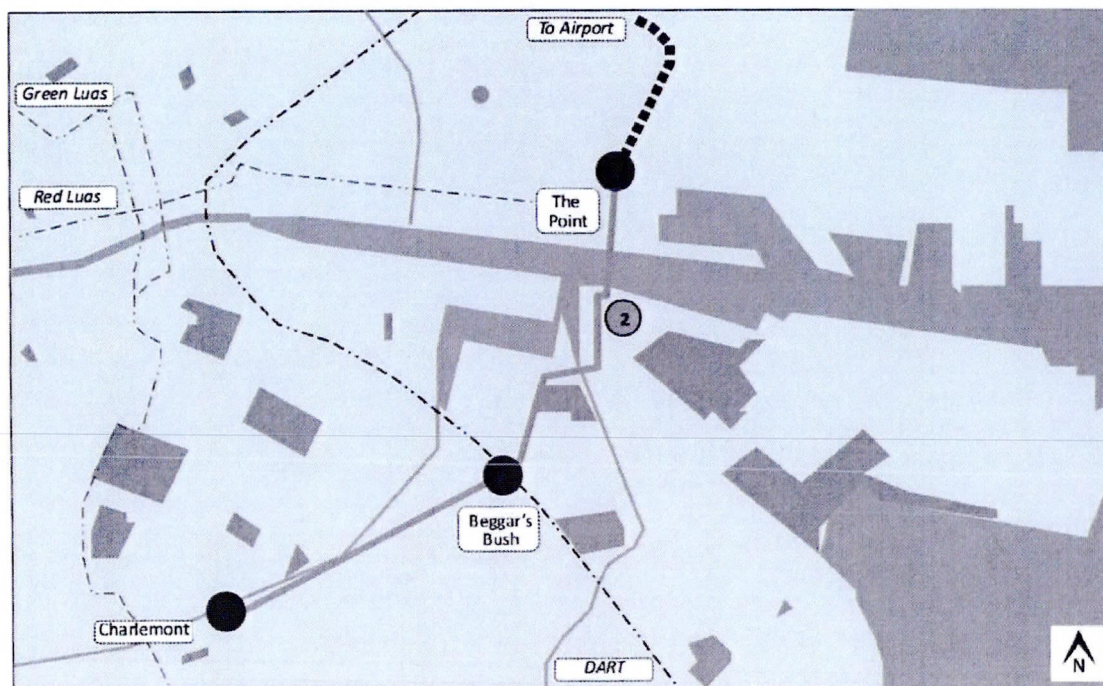 To Airport
Green Luas
Red Luas
The
Point
2
Beggar's
Bush
Charlemont
DART
N